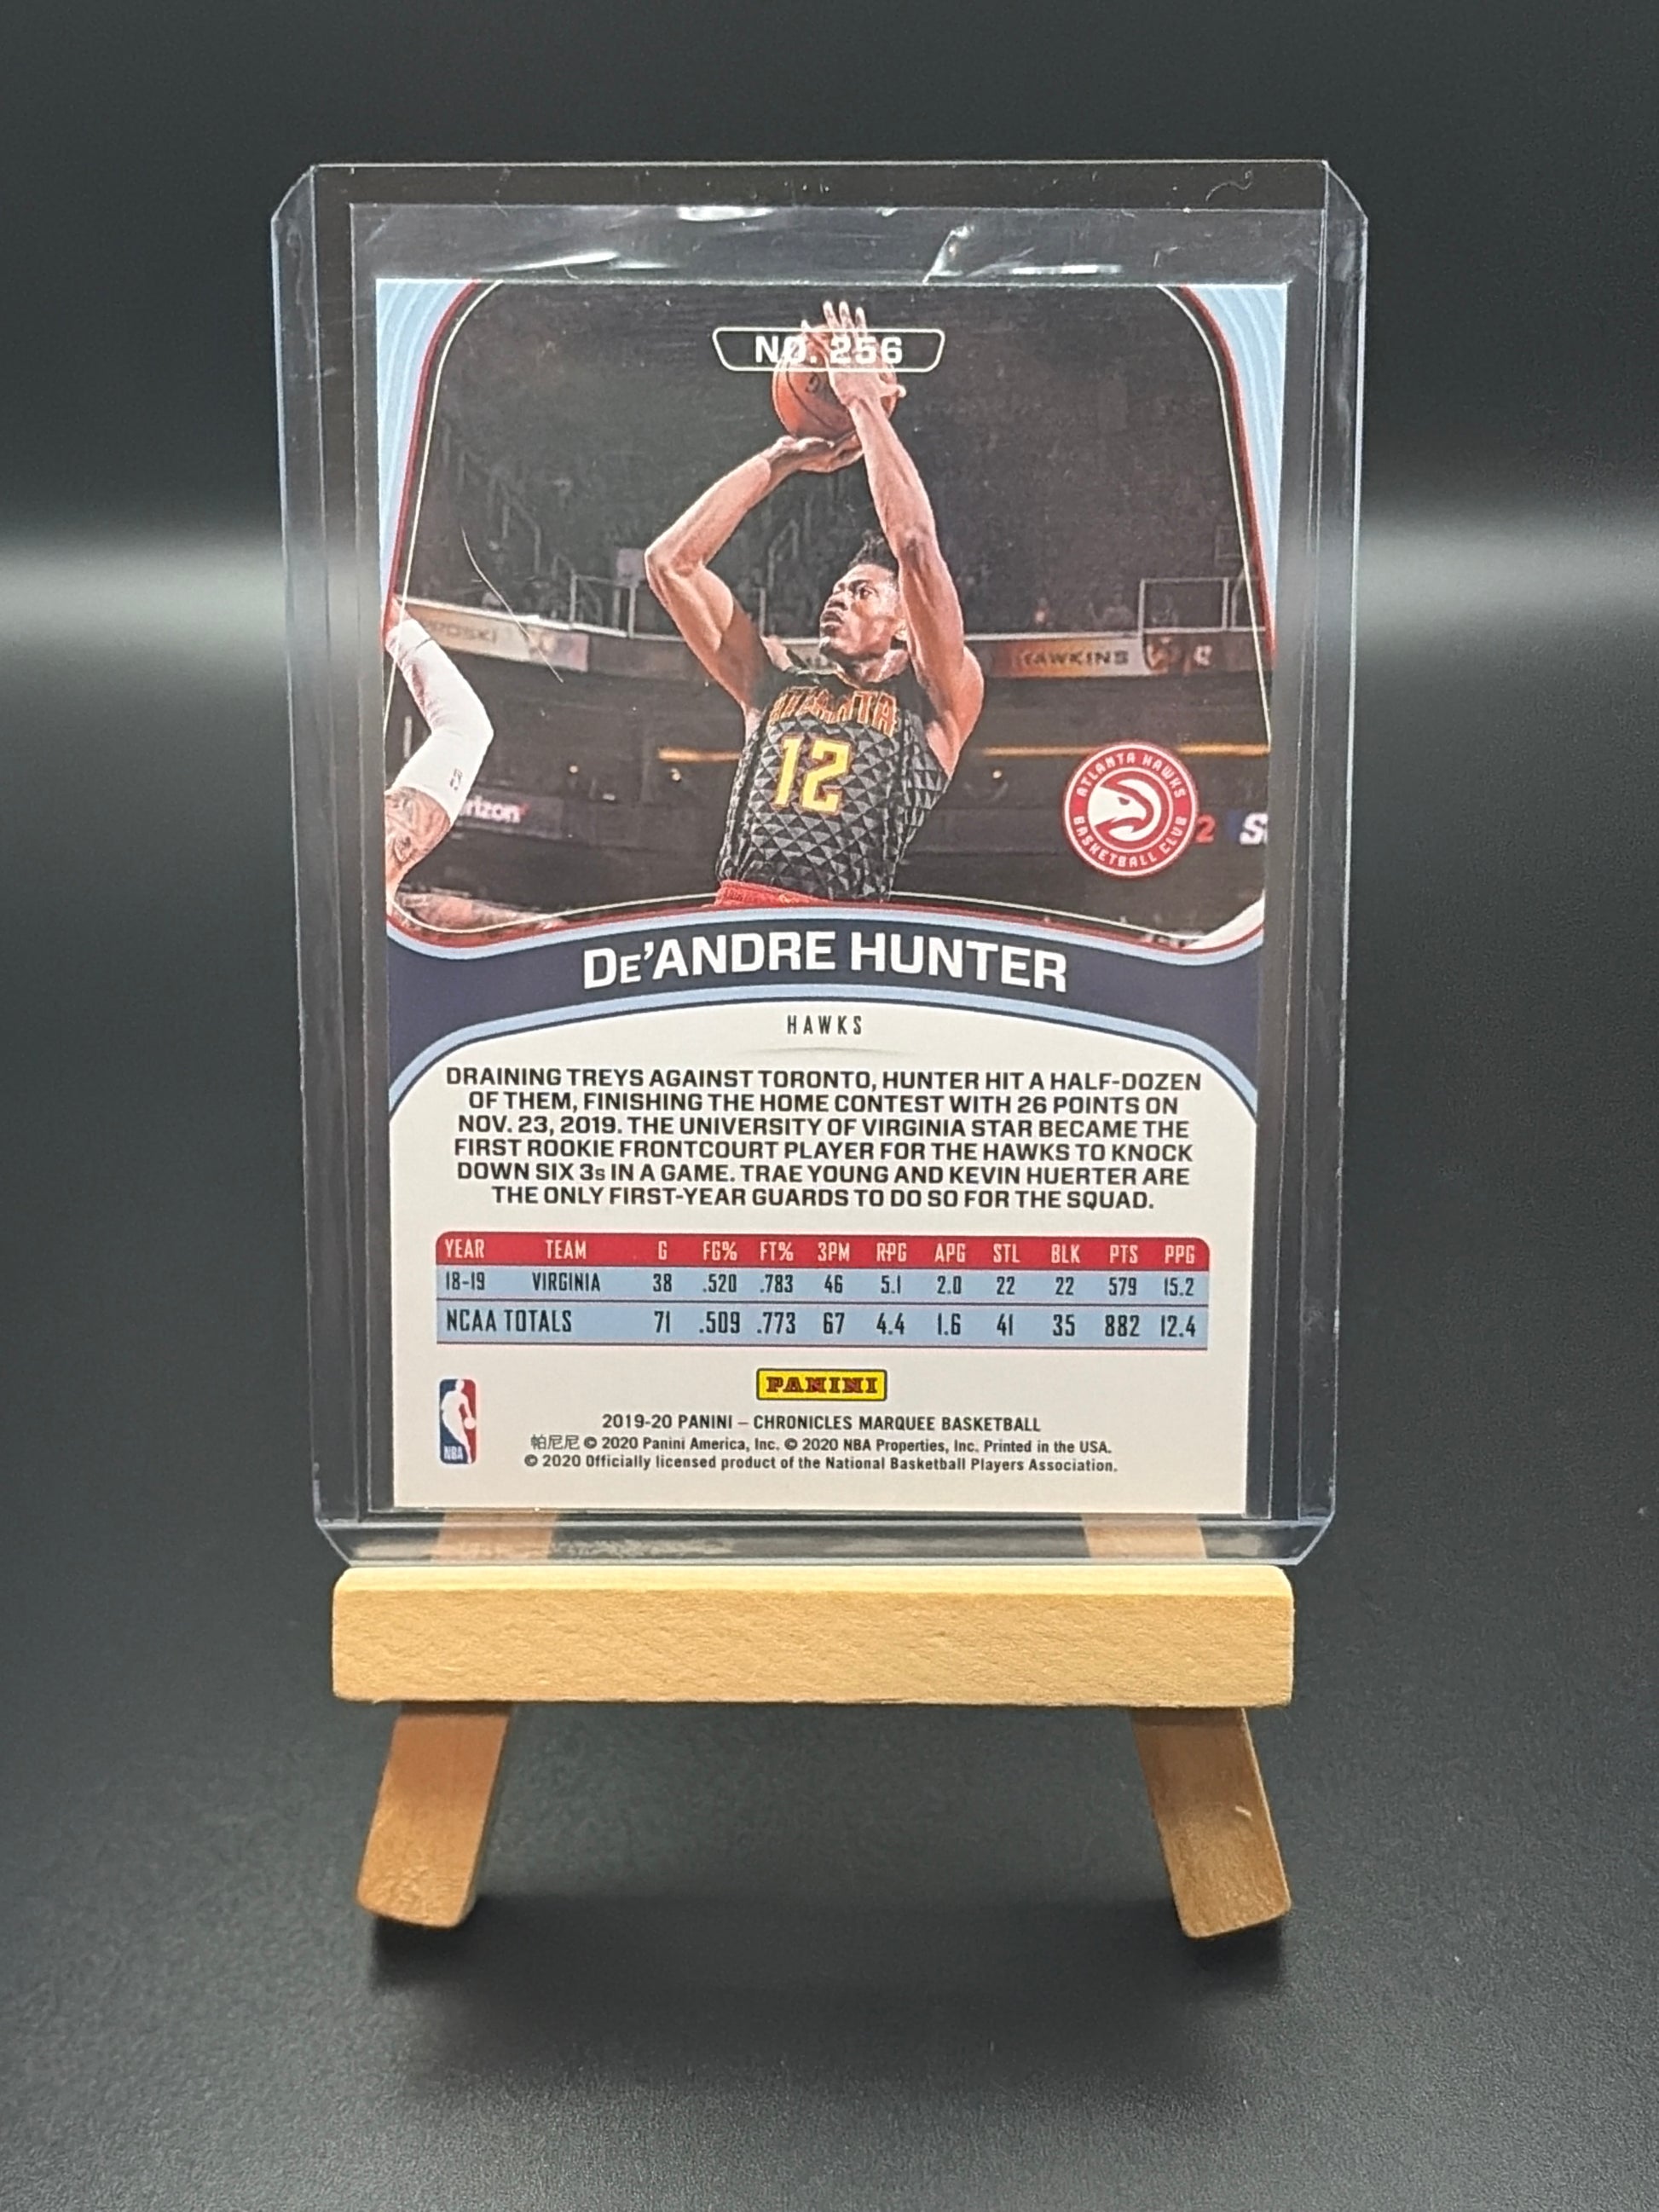 NO. 256
HAWKINS
ATLANTA
12
rizon
ATLANTA HAWKS
BASKETBALL CLUB
2
DE'ANDRE HUNTER
HAWKS
DRAINING TREYS AGAINST TORONTO, HUNTER HIT A HALF-DOZEN
OF THEM, FINISHING THE HOME CONTEST WITH 26 POINTS ON
NOV. 23, 2019. THE UNIVERSITY OF VIRGINIA STAR BECAME THE
FIRST ROOKIE FRONTCOURT PLAYER FOR THE HAWKS TO KNOCK
DOWN SIX 3s IN A GAME. TRAE YOUNG AND KEVIN HUERTER ARE
THE ONLY FIRST-YEAR GUARDS TO DO SO FOR THE SQUAD.
YEAR TEAM G FG% FT% 3PM RPG APG STL BLK PTS PPG
18-19 VIRGINIA 38 .520 .783 46 5.1 2.0 22 22 579 15.2
NCAA TOTALS 71 .509 .773 67 4.4 1.6 41 35 882 12.4
PANINI
NBA
2019-20 PANINI – CHRONICLES MARQUEE BASKETBALL
帕尼尼 © 2020 Panini America, Inc. © 2020 NBA Properties, Inc. Printed in the USA.
© 2020 Officially licensed product of the National Basketball Players Association.